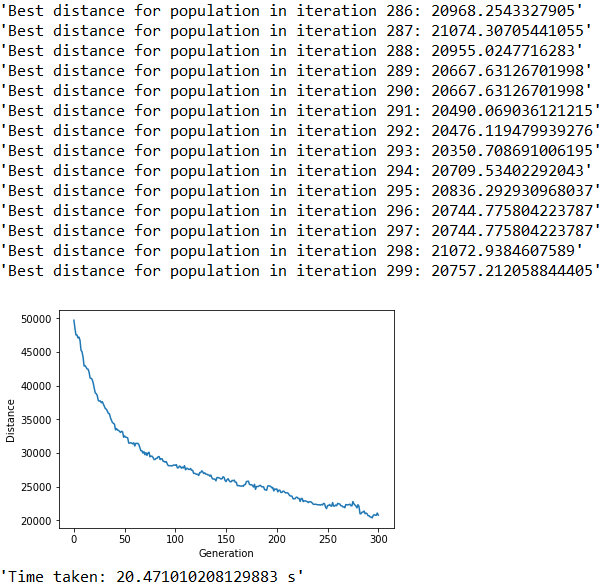 'Best distance for population in iteration 286: 20968.2543327905'
'Best distance for population in iteration 287: 21074.30705441055'
'Best distance for population in iteration 288: 20955.0247716283'
'Best distance for population in iteration 289: 20667.63126701998'
'Best distance for population in iteration 290: 20667.63126701998'
'Best distance for population in iteration 291: 20490.069036121215'
'Best distance for population in iteration 292: 20476.119479939276'
'Best distance for population in iteration 293: 20350.708691006195'
'Best distance for population in iteration 294: 20709.53402292043'
'Best distance for population in iteration 295: 20836.292930968037'
'Best distance for population in iteration 296: 20744.775804223787'
'Best distance for population in iteration 297: 20744.775804223787'
'Best distance for population in iteration 298: 21072.9384607589'
'Best distance for population in iteration 299: 20757.212058844405'
50000
45000
40000
35000
30000
25000
20000
Distance
0 50 100 150 200 250 300
Generation
'Time taken: 20.471010208129883 s'